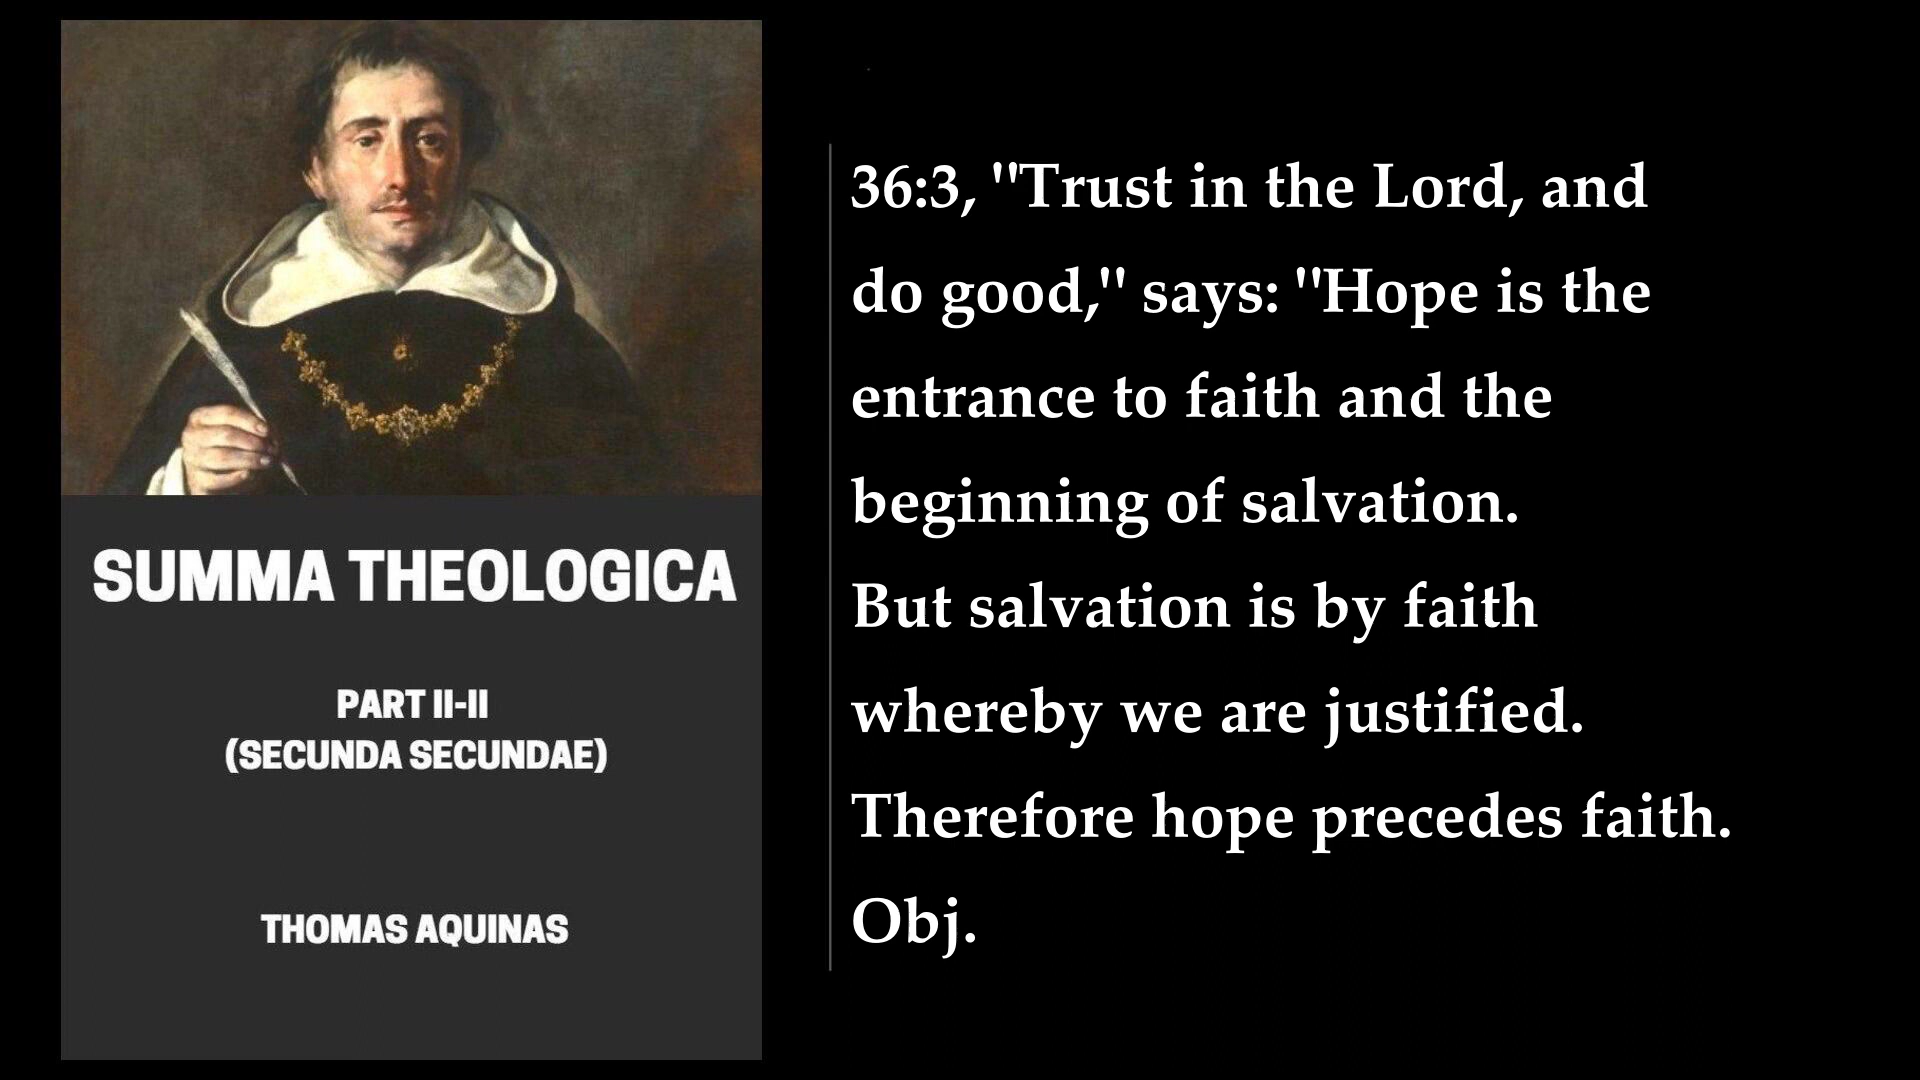 SUMMA THEOLOGICA
PART II-II
(SECUNDA SECUNDAE)
THOMAS AQUINAS
36:3, "Trust in the Lord, and
do good," says: "Hope is the
entrance to faith and the
beginning of salvation.
But salvation is by faith
whereby we are justified.
Therefore hope precedes faith.
Obj.